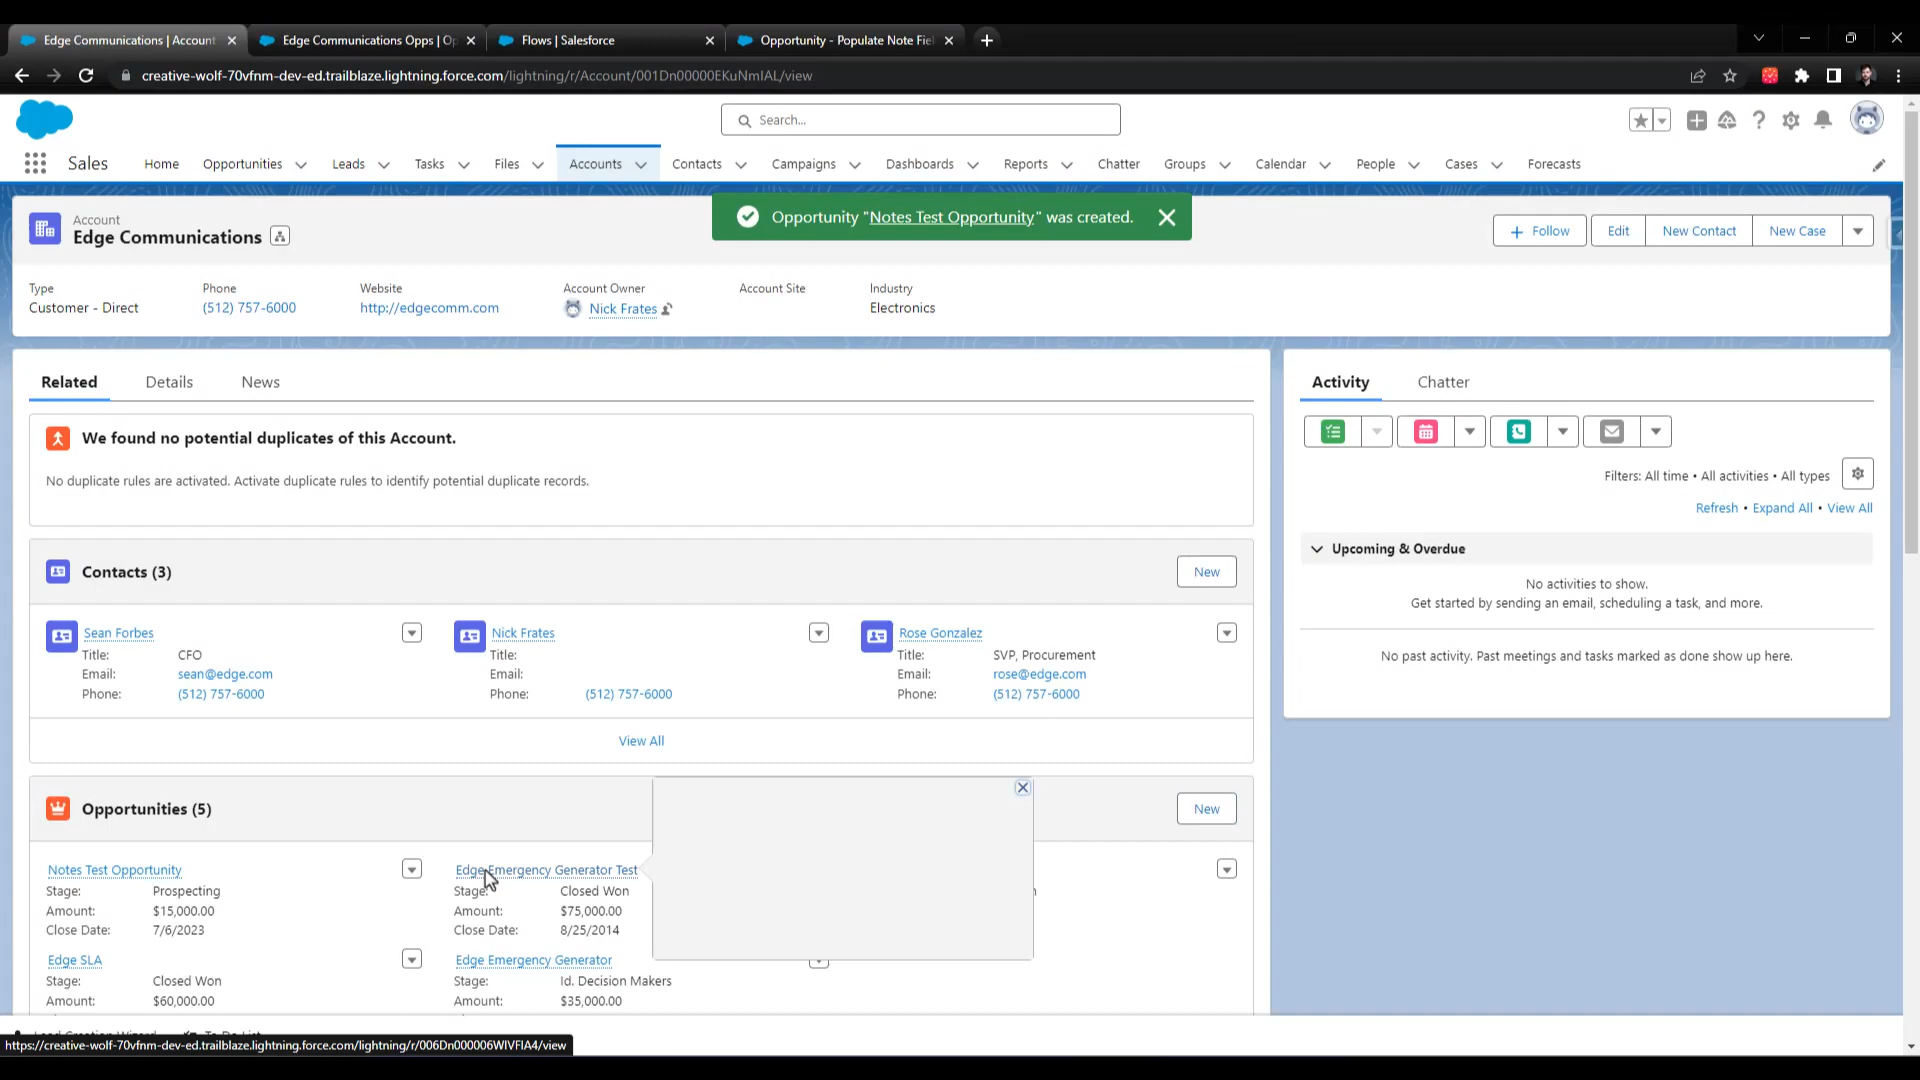 Edge Communications | Account
Edge Communications Opps | Op
Flows | Salesforce
Opportunity - Populate Note Fiel
creative-wolf-70vfnm-dev-ed.trailblaze.lightning.force.com/lightning/r/Account/001Dn00000EKuNmIAL/view
Search...
Sales
Home
Opportunities
Leads
Tasks
Files
Accounts
Contacts
Campaigns
Dashboards
Reports
Chatter
Groups
Calendar
People
Cases
Forecasts
Opportunity "Notes Test Opportunity" was created.
Account
Edge Communications
Follow
Edit
New Contact
New Case
Type
Phone
Website
Account Owner
Account Site
Industry
Customer - Direct
(512) 757-6000
http://edgecomm.com
Nick Frates
Electronics
Related
Details
News
We found no potential duplicates of this Account.
No duplicate rules are activated. Activate duplicate rules to identify potential duplicate records.
Contacts (3)
New
Sean Forbes
Title: CFO
Email: sean@edge.com
Phone: (512) 757-6000
Nick Frates
Title:
Email:
Phone: (512) 757-6000
Rose Gonzalez
Title: SVP, Procurement
Email: rose@edge.com
Phone: (512) 757-6000
View All
Opportunities (5)
New
Notes Test Opportunity
Stage: Prospecting
Amount: $15,000.00
Close Date: 7/6/2023
Edge Emergency Generator Test
Stage: Closed Won
Amount: $75,000.00
Close Date: 8/25/2014
Edge SLA
Stage: Closed Won
Amount: $60,000.00
Edge Emergency Generator
Stage: Id. Decision Makers
Amount: $35,000.00
Activity
Chatter
Filters: All time • All activities • All types
Refresh • Expand All • View All
Upcoming & Overdue
No activities to show.
Get started by sending an email, scheduling a task, and more.
No past activity. Past meetings and tasks marked as done show up here.
https://creative-wolf-70vfnm-dev-ed.trailblaze.lightning.force.com/lightning/r/006Dn000006WIVFIA4/view